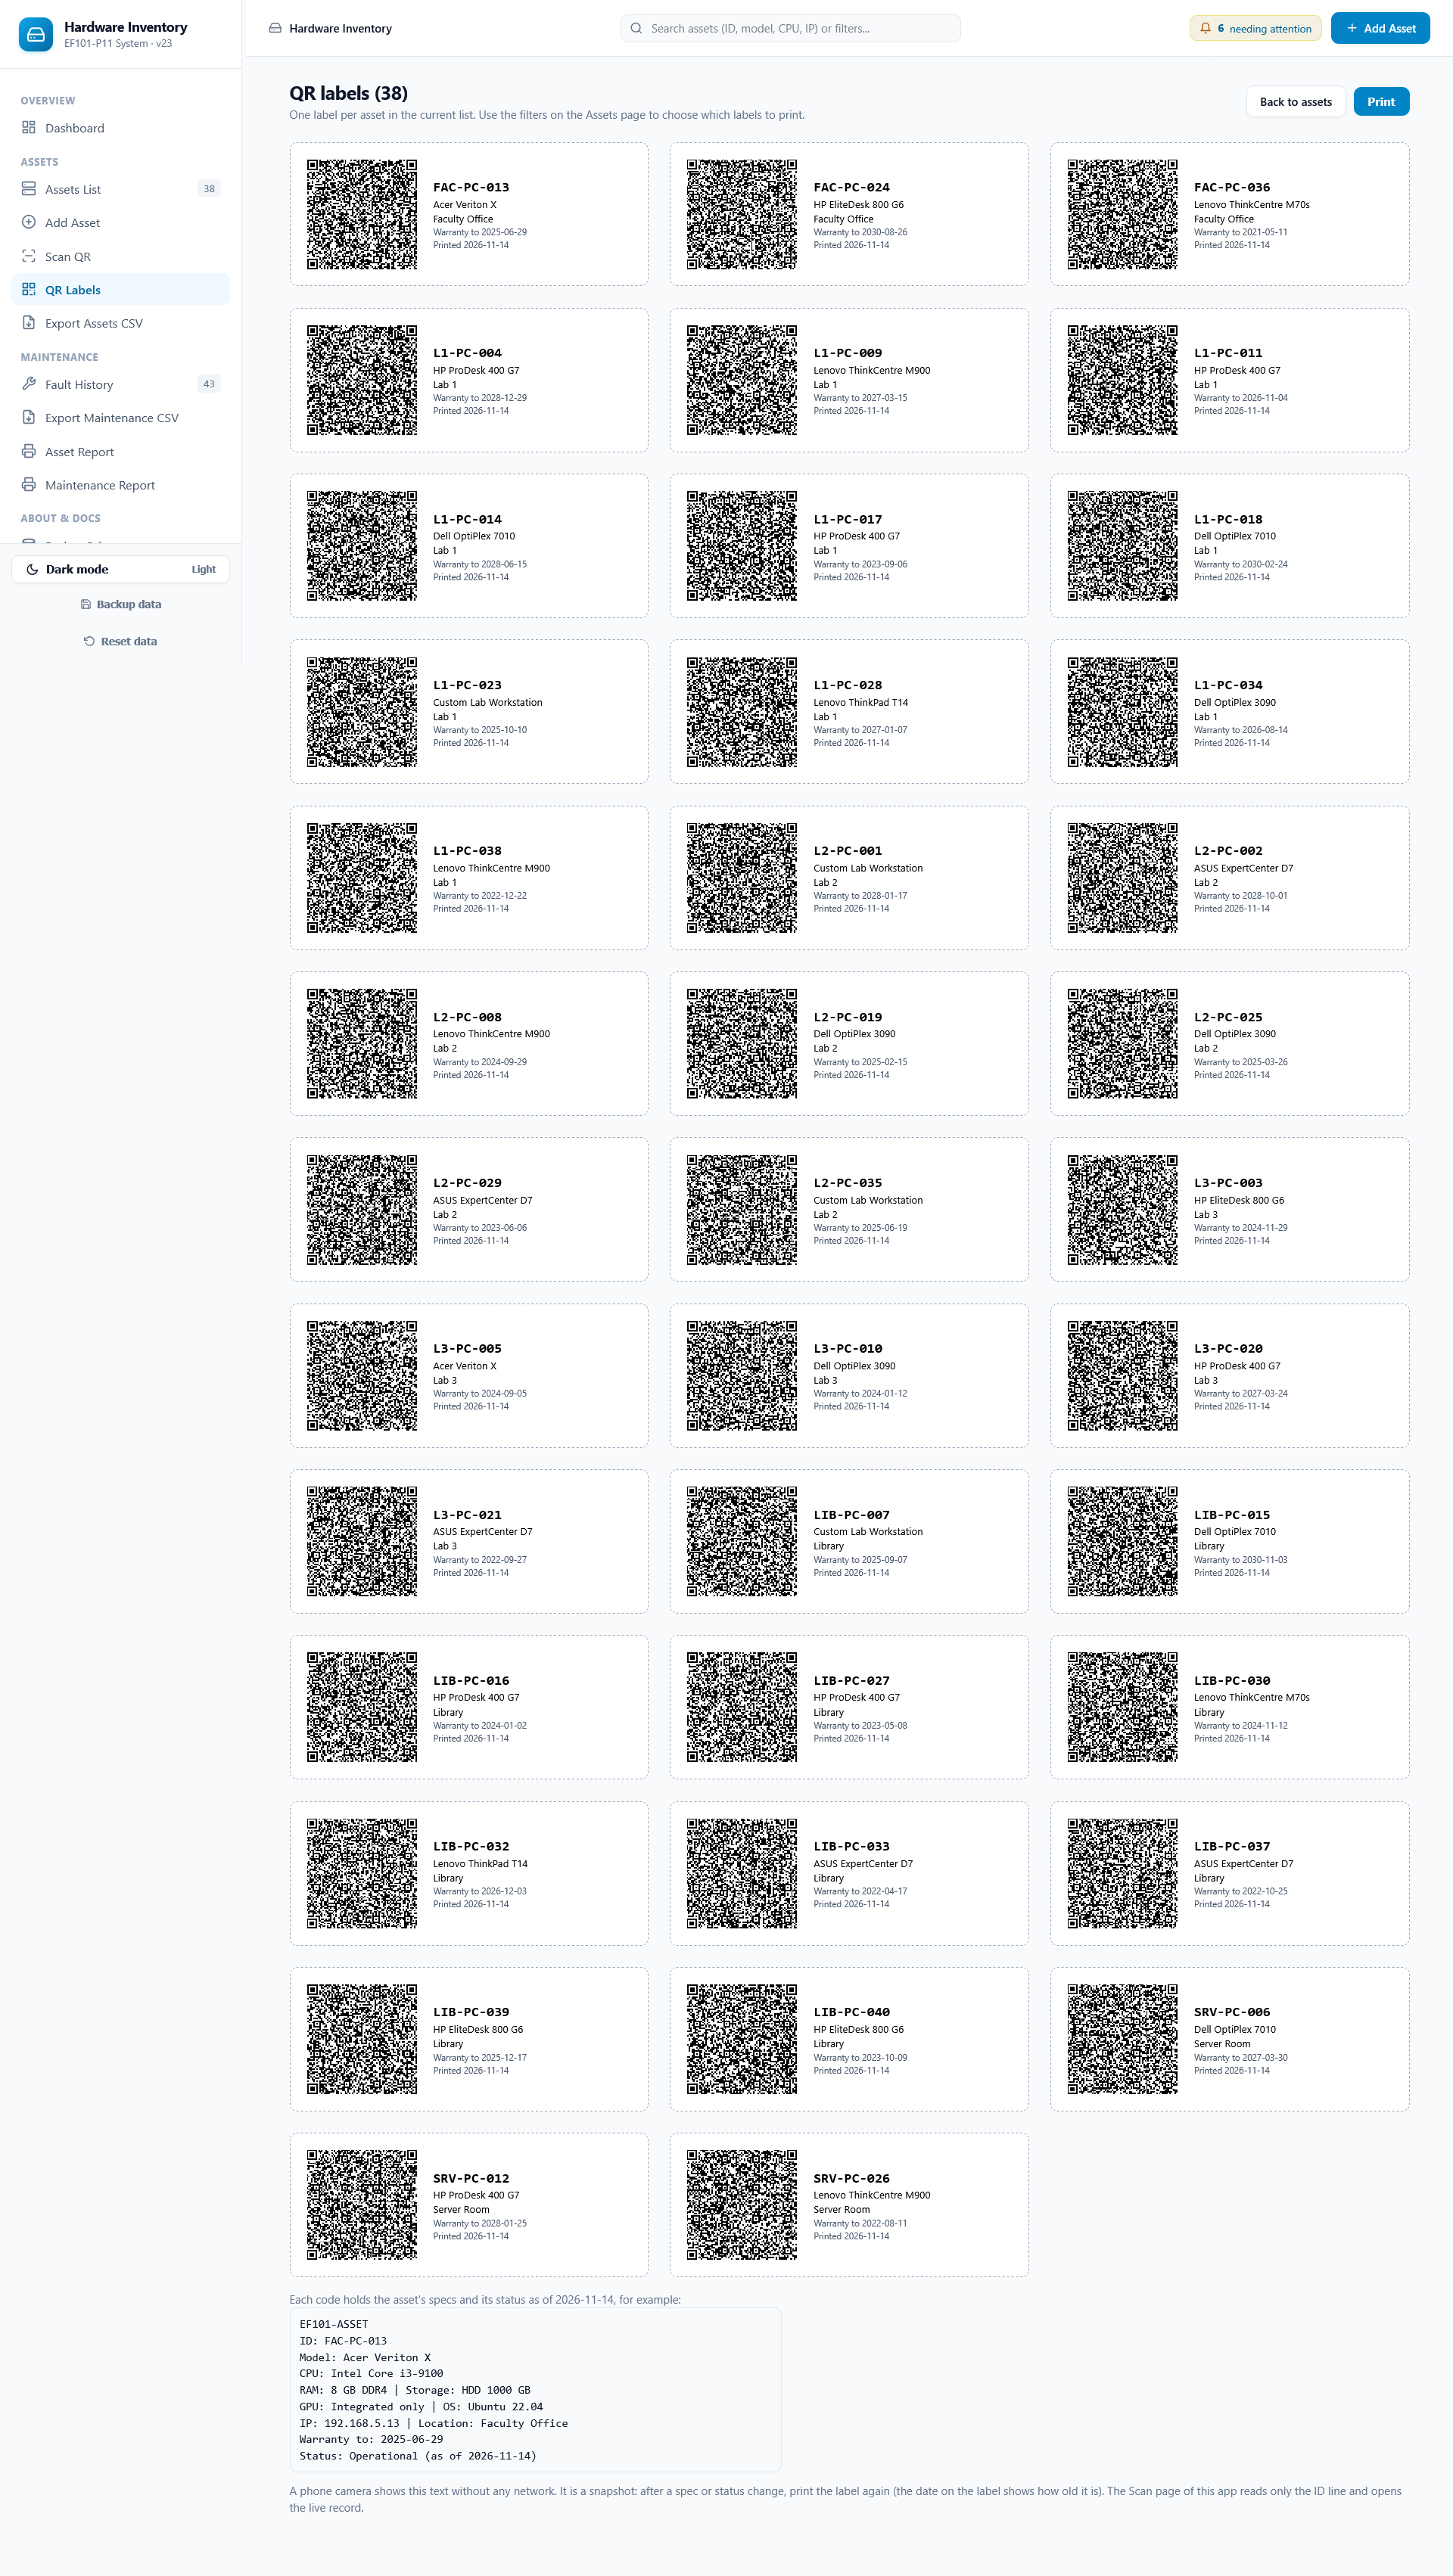 Hardware Inventory
EF101-P11 System · v23
OVERVIEW
Dashboard
ASSETS
Assets List 38
Add Asset
Scan QR
QR Labels
Export Assets CSV
MAINTENANCE
Fault History 43
Export Maintenance CSV
Asset Report
Maintenance Report
ABOUT & DOCS
Dark mode Light
Backup data
Reset data
Hardware Inventory
Search assets (ID, model, CPU, IP) or filters...
6 needing attention
Add Asset
QR labels (38)
One label per asset in the current list. Use the filters on the Assets page to choose which labels to print.
Back to assets
Print
FAC-PC-013
Acer Veriton X
Faculty Office
Warranty to 2025-06-29
Printed 2026-11-14
FAC-PC-024
HP EliteDesk 800 G6
Faculty Office
Warranty to 2030-08-26
Printed 2026-11-14
FAC-PC-036
Lenovo ThinkCentre M70s
Faculty Office
Warranty to 2021-05-11
Printed 2026-11-14
L1-PC-004
HP ProDesk 400 G7
Lab 1
Warranty to 2028-12-29
Printed 2026-11-14
L1-PC-009
Lenovo ThinkCentre M900
Lab 1
Warranty to 2027-03-15
Printed 2026-11-14
L1-PC-011
HP ProDesk 400 G7
Lab 1
Warranty to 2026-11-04
Printed 2026-11-14
L1-PC-014
Dell OptiPlex 7010
Lab 1
Warranty to 2028-06-15
Printed 2026-11-14
L1-PC-017
HP ProDesk 400 G7
Lab 1
Warranty to 2023-09-06
Printed 2026-11-14
L1-PC-018
Dell OptiPlex 7010
Lab 1
Warranty to 2030-02-24
Printed 2026-11-14
L1-PC-023
Custom Lab Workstation
Lab 1
Warranty to 2025-10-10
Printed 2026-11-14
L1-PC-028
Lenovo ThinkPad T14
Lab 1
Warranty to 2027-01-07
Printed 2026-11-14
L1-PC-034
Dell OptiPlex 3090
Lab 1
Warranty to 2026-08-14
Printed 2026-11-14
L1-PC-038
Lenovo ThinkCentre M900
Lab 1
Warranty to 2022-12-22
Printed 2026-11-14
L2-PC-001
Custom Lab Workstation
Lab 2
Warranty to 2028-01-17
Printed 2026-11-14
L2-PC-002
ASUS ExpertCenter D7
Lab 2
Warranty to 2028-10-01
Printed 2026-11-14
L2-PC-008
Lenovo ThinkCentre M900
Lab 2
Warranty to 2024-09-29
Printed 2026-11-14
L2-PC-019
Dell OptiPlex 3090
Lab 2
Warranty to 2025-02-15
Printed 2026-11-14
L2-PC-025
Dell OptiPlex 3090
Lab 2
Warranty to 2025-03-26
Printed 2026-11-14
L2-PC-029
ASUS ExpertCenter D7
Lab 2
Warranty to 2023-06-06
Printed 2026-11-14
L2-PC-035
Custom Lab Workstation
Lab 2
Warranty to 2025-06-19
Printed 2026-11-14
L3-PC-003
HP EliteDesk 800 G6
Lab 3
Warranty to 2024-11-29
Printed 2026-11-14
L3-PC-005
Acer Veriton X
Lab 3
Warranty to 2024-09-05
Printed 2026-11-14
L3-PC-010
Dell OptiPlex 3090
Lab 3
Warranty to 2024-01-12
Printed 2026-11-14
L3-PC-020
HP ProDesk 400 G7
Lab 3
Warranty to 2027-03-24
Printed 2026-11-14
L3-PC-021
ASUS ExpertCenter D7
Lab 3
Warranty to 2022-09-27
Printed 2026-11-14
LIB-PC-007
Custom Lab Workstation
Library
Warranty to 2025-09-07
Printed 2026-11-14
LIB-PC-015
Dell OptiPlex 7010
Library
Warranty to 2030-11-03
Printed 2026-11-14
LIB-PC-016
HP ProDesk 400 G7
Library
Warranty to 2024-01-02
Printed 2026-11-14
LIB-PC-027
HP ProDesk 400 G7
Library
Warranty to 2023-05-08
Printed 2026-11-14
LIB-PC-030
Lenovo ThinkCentre M70s
Library
Warranty to 2024-11-12
Printed 2026-11-14
LIB-PC-032
Lenovo ThinkPad T14
Library
Warranty to 2026-12-03
Printed 2026-11-14
LIB-PC-033
ASUS ExpertCenter D7
Library
Warranty to 2022-04-17
Printed 2026-11-14
LIB-PC-037
ASUS ExpertCenter D7
Library
Warranty to 2022-10-25
Printed 2026-11-14
LIB-PC-039
HP EliteDesk 800 G6
Library
Warranty to 2025-12-17
Printed 2026-11-14
LIB-PC-040
HP EliteDesk 800 G6
Library
Warranty to 2023-10-09
Printed 2026-11-14
SRV-PC-006
Dell OptiPlex 7010
Server Room
Warranty to 2027-03-30
Printed 2026-11-14
SRV-PC-012
HP ProDesk 400 G7
Server Room
Warranty to 2028-01-25
Printed 2026-11-14
SRV-PC-026
Lenovo ThinkCentre M900
Server Room
Warranty to 2022-08-11
Printed 2026-11-14
Each code holds the asset's specs and its status as of 2026-11-14, for example:
EF101-ASSET
ID: FAC-PC-013
Model: Acer Veriton X
CPU: Intel Core i3-9100
RAM: 8 GB DDR4 | Storage: HDD 1000 GB
GPU: Integrated only | OS: Ubuntu 22.04
IP: 192.168.5.13 | Location: Faculty Office
Warranty to: 2025-06-29
Status: Operational (as of 2026-11-14)
A phone camera shows this text without any network. It is a snapshot: after a spec or status change, print the label again (the date on the label shows how old it is). The Scan page of this app reads only the ID line and opens
the live record.